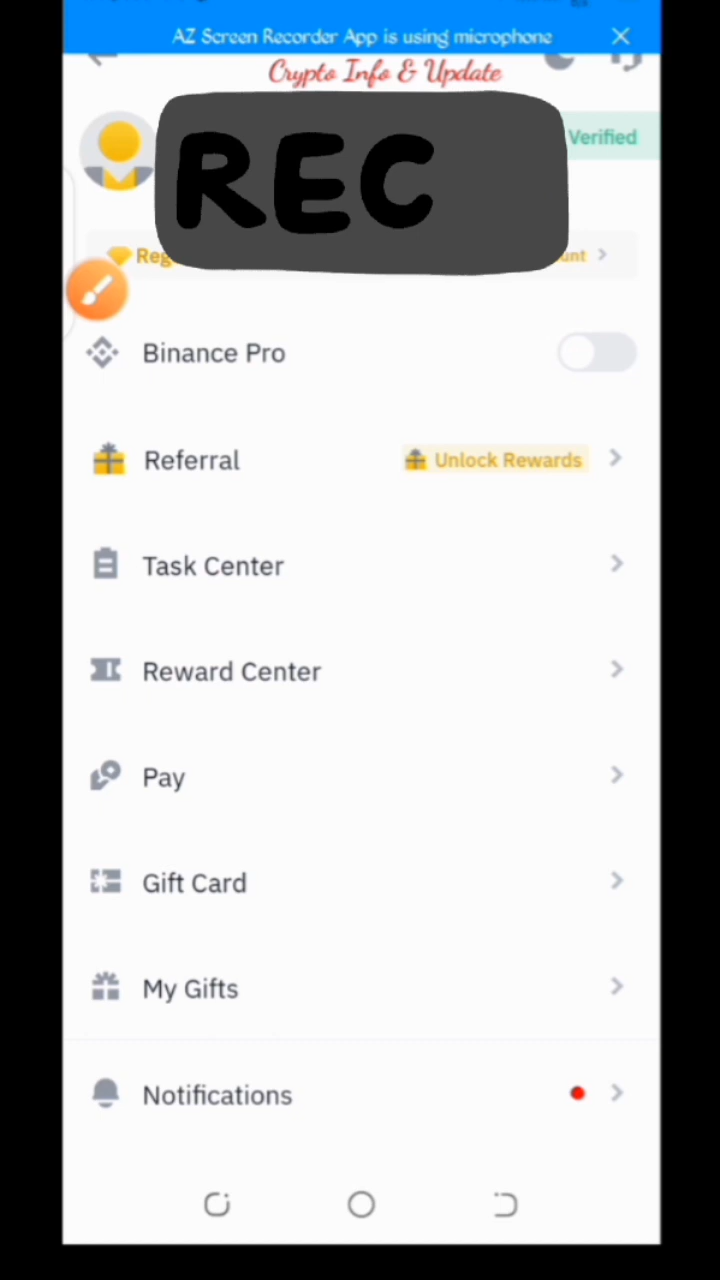 AZ Screen Recorder App is using microphone
Crypto Info & Update
REC
Verified
Binance Pro
Referral
Unlock Rewards
Task Center
Reward Center
Pay
Gift Card
My Gifts
Notifications